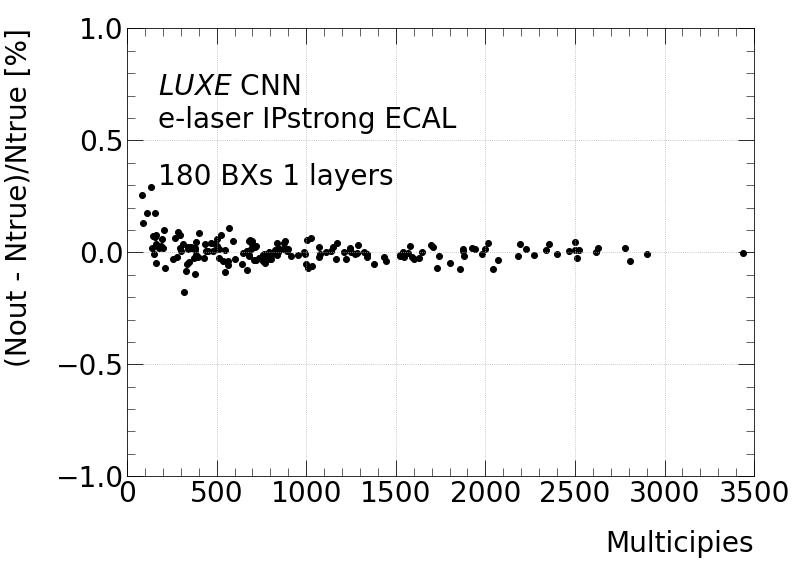 (Nout - Ntrue)/Ntrue [%]
1.0
0.5
0.0
−0.5
−1.0
LUXE CNN
e-laser IPstrong ECAL
180 BXs 1 layers
0 500 1000 1500 2000 2500 3000 3500
Multicipies